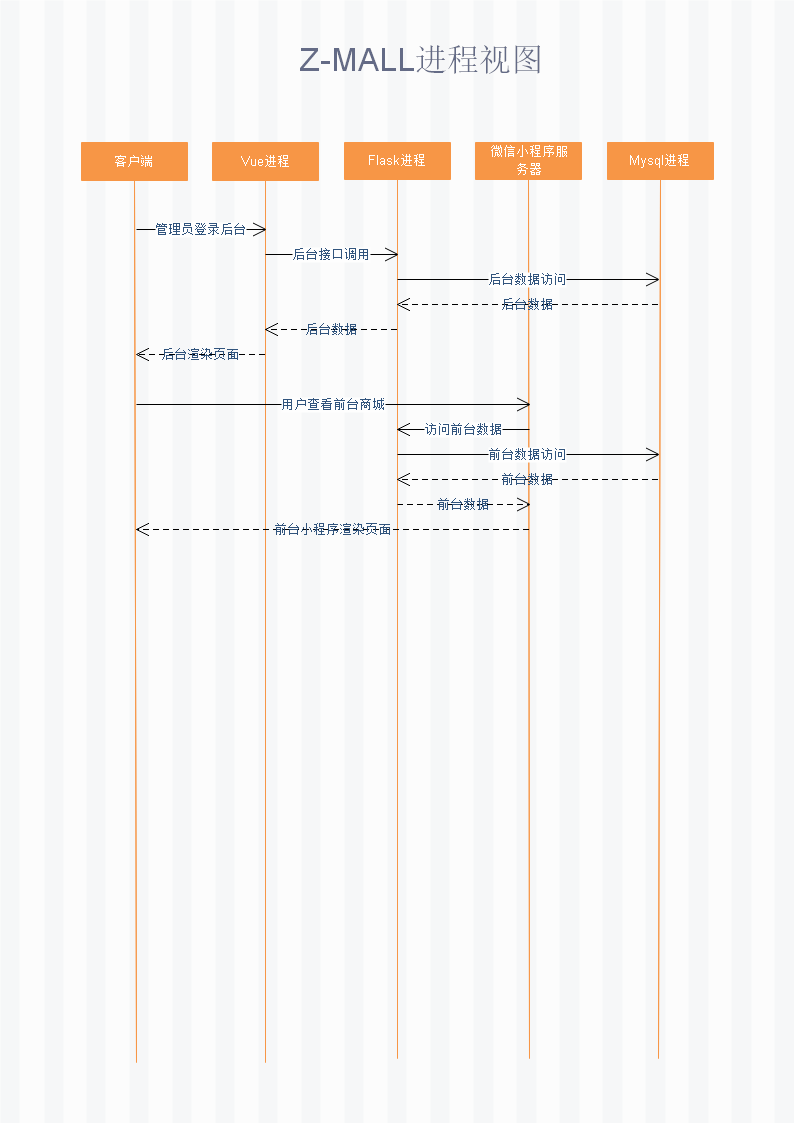 Z-MALL进程视图
客户端
Vue进程
Flask进程
微信小程序服
务器
Mysql进程
管理员登录后台
后台接口调用
后台数据访问
后台数据
后台数据
后台渲染页面
用户查看前台商城
访问前台数据
前台数据访问
前台数据
前台数据
前台小程序渲染页面